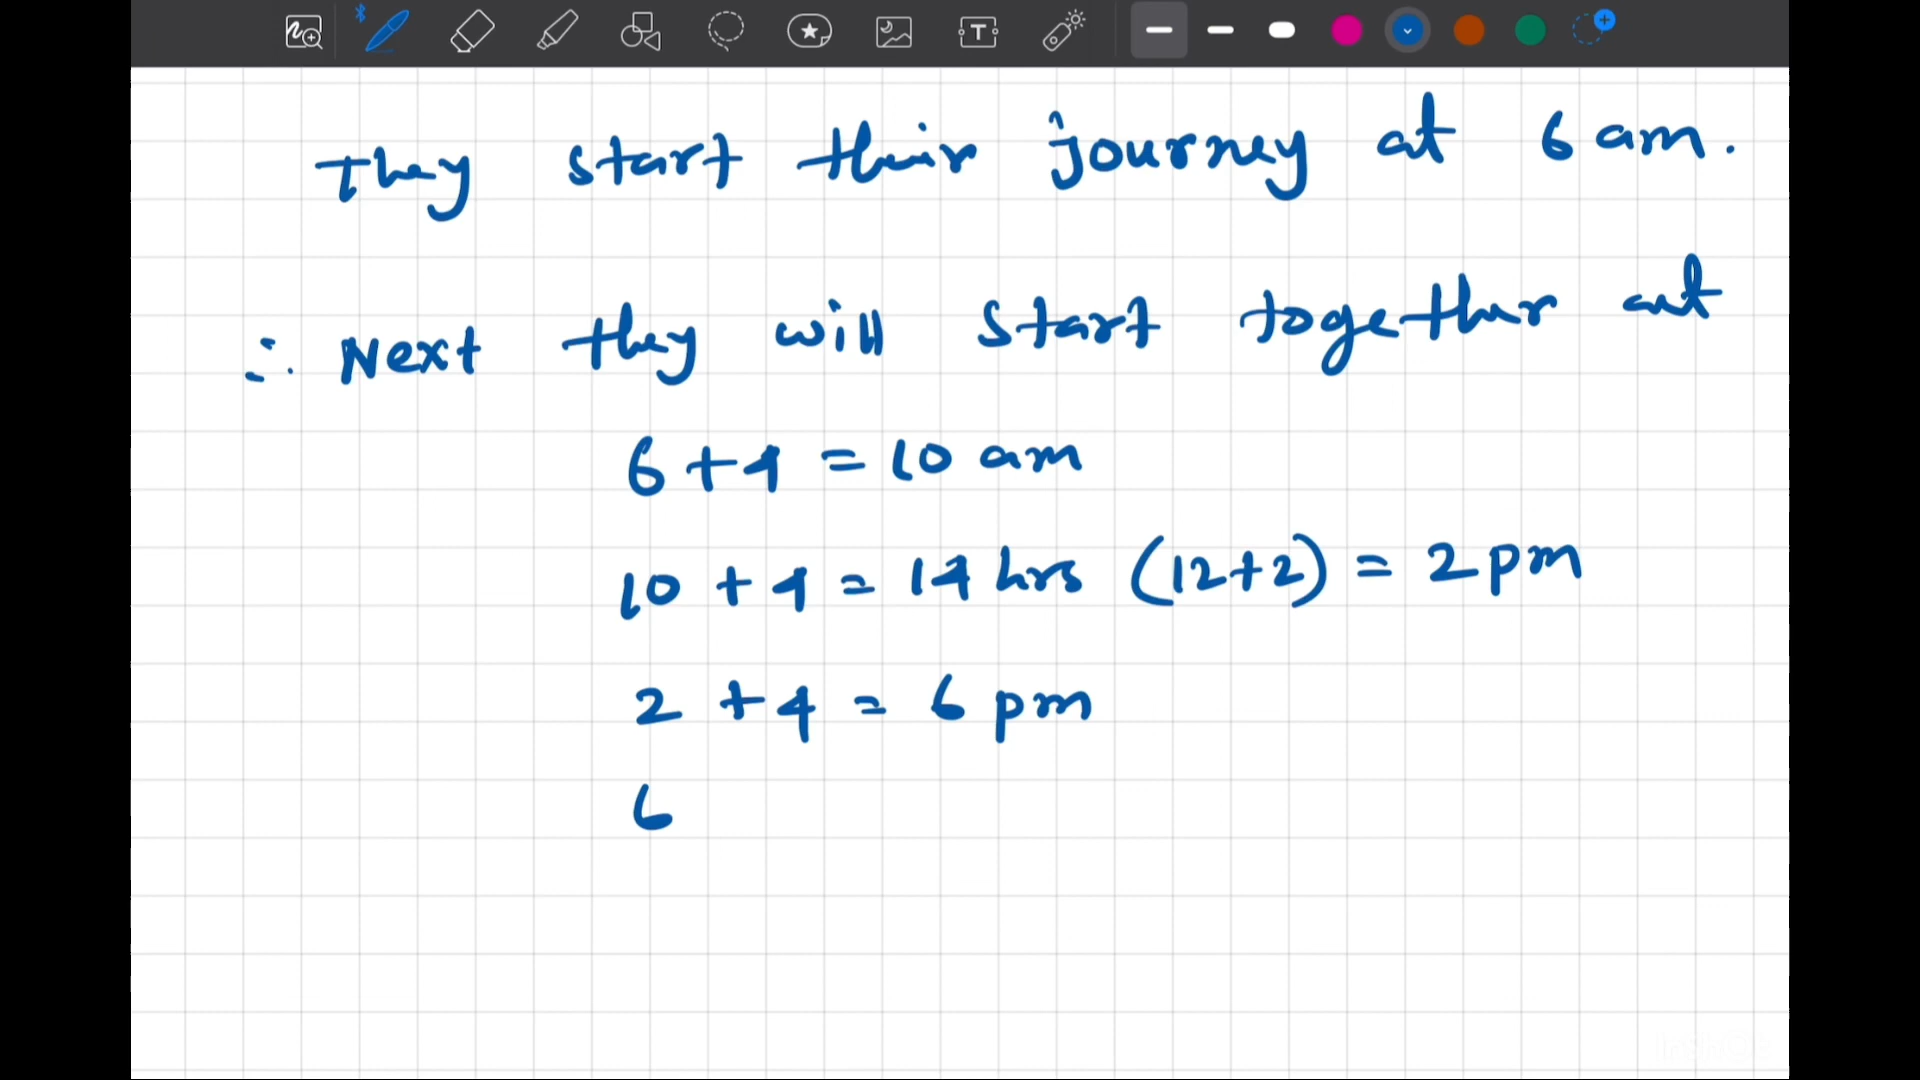 They start their journey at 6 am.
∴ Next they will start together at
6 + 4 = 10 am
10 + 4 = 14 hrs (12+2) = 2 pm
2 + 4 = 6 pm
6